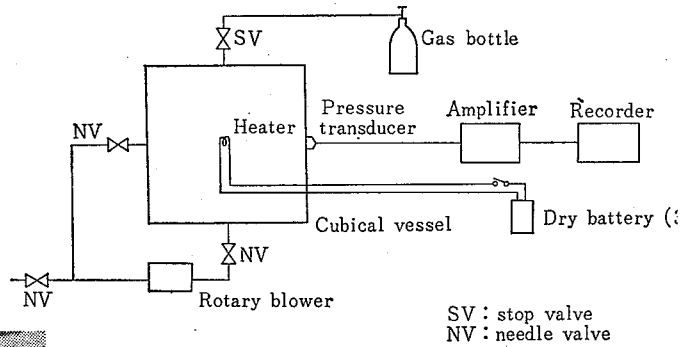 SV
Gas bottle
NV
Heater
Pressure
transducer
Amplifier
Recorder
Cubical vessel
Dry battery (3
NV
NV
Rotary blower
SV : stop valve
NV : needle valve